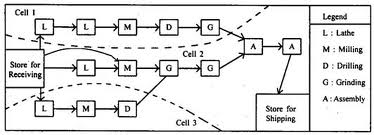 Cell 1
L L M D G
Cell 2
A A
Store for
Receiving
L M G G
L M D
Cell 3
Store for
Shipping
Legend
L : Lathe
M : Milling
D : Drilling
G : Grinding
A : Assembly